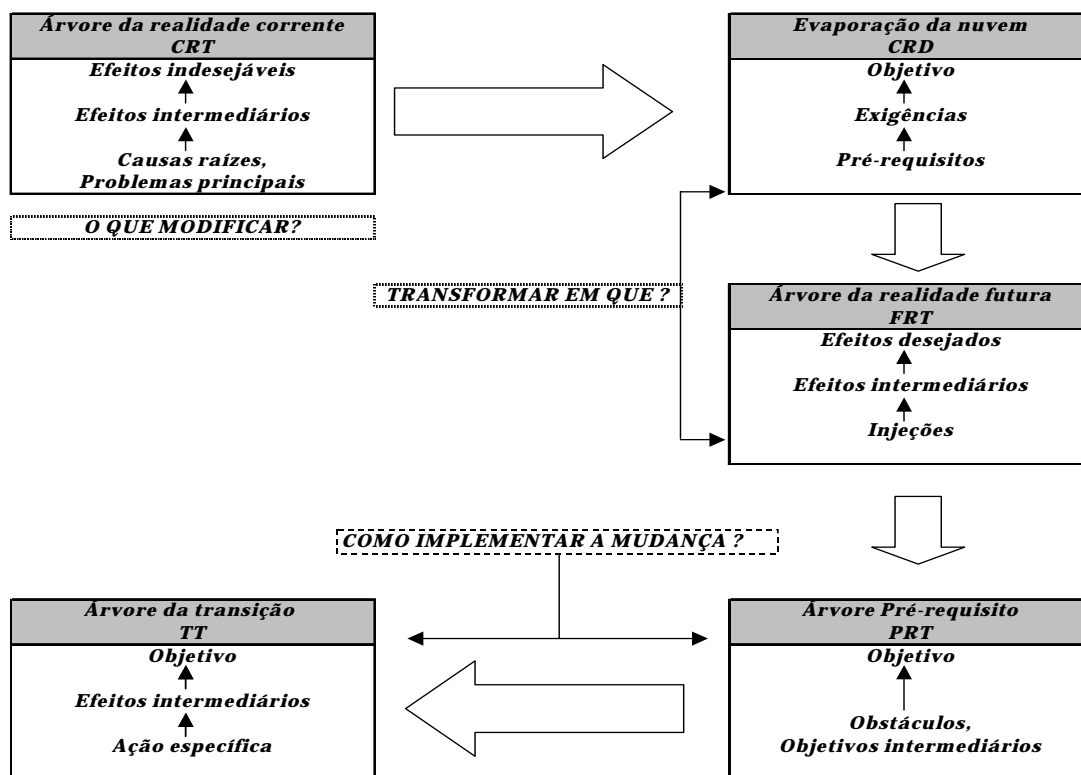 Árvore da realidade corrente
CRT
Efeitos indesejáveis
Efeitos intermediários
Causas raízes,
Problemas principais
O QUE MODIFICAR?
Evaporação da nuvem
CRD
Objetivo
Exigências
Pré-requisitos
TRANSFORMAR EM QUE ?
Árvore da realidade futura
FRT
Efeitos desejados
Efeitos intermediários
Injeções
COMO IMPLEMENTAR A MUDANÇA ?
Árvore da transição
TT
Objetivo
Efeitos intermediários
Ação específica
Árvore Pré-requisito
PRT
Objetivo
Obstáculos,
Objetivos intermediários